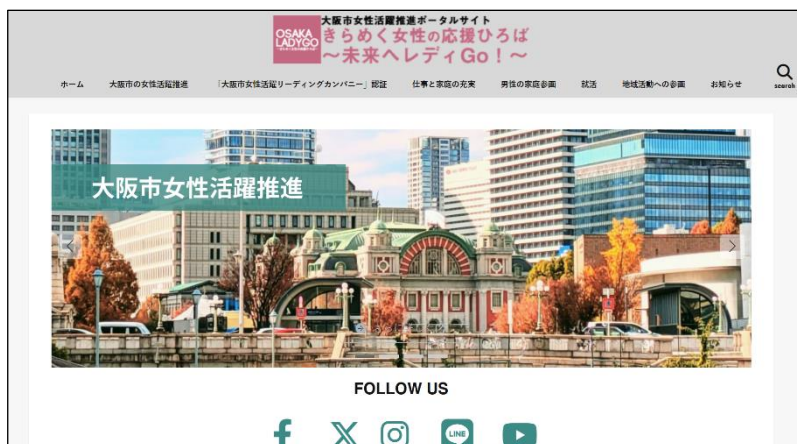 大阪市女性活躍推進ポータルサイト
OSAKA
LADYGO
きらめく女性の応援ひろば
～未来へレディGo！～
ホーム 大阪市の女性活躍推進 「大阪市女性活躍リーディングカンパニー」認証 仕事と家庭の充実 男性の家庭参画 就活 地域活動への参画 お知らせ search
大阪市女性活躍推進
FOLLOW US
LINE